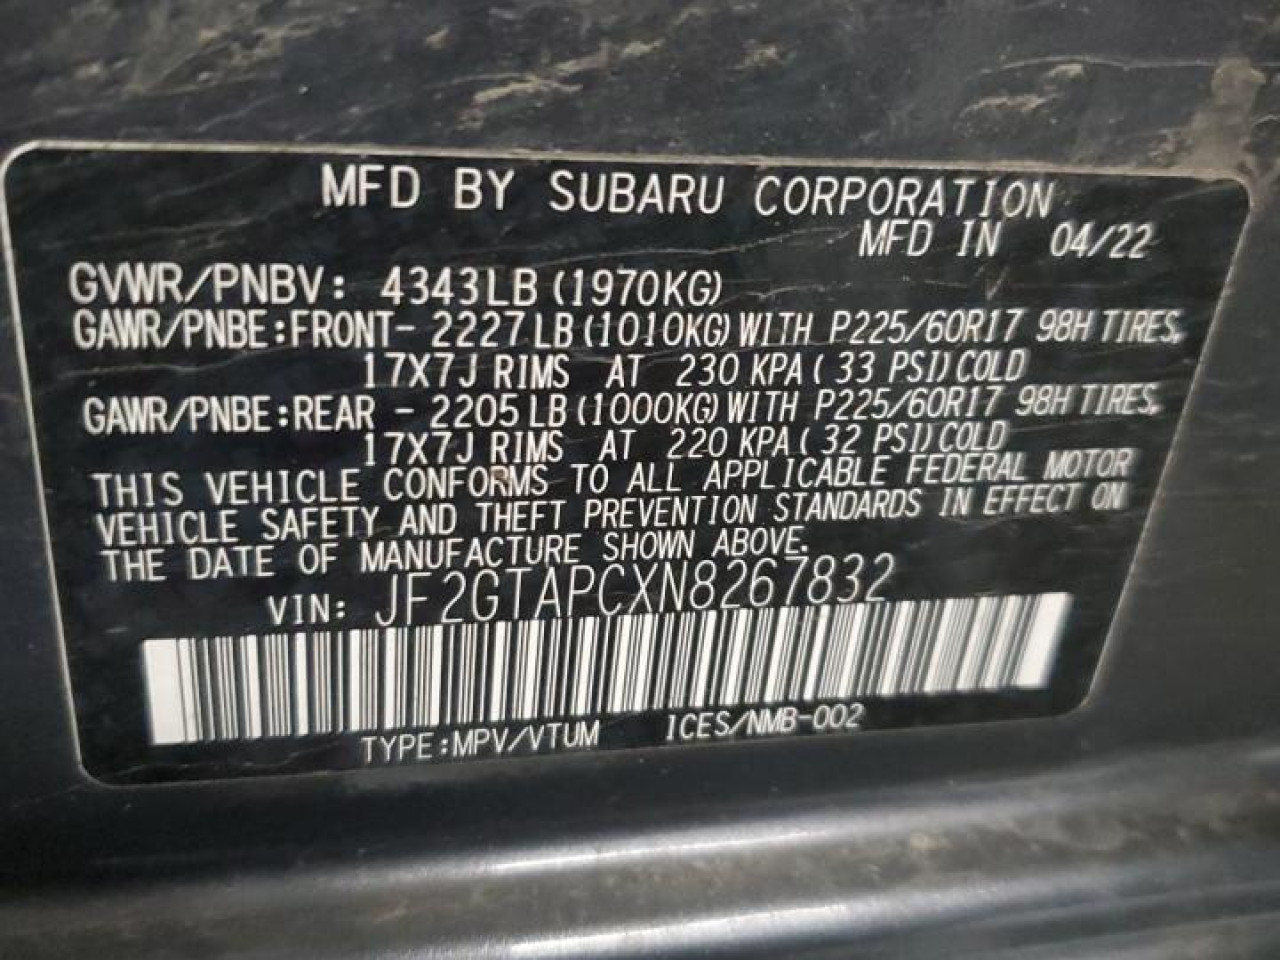 MFD BY SUBARU CORPORATION
MFD IN 04/22
GVWR/PNBV: 4343LB (1970KG)
GAWR/PNBE:FRONT- 2227 LB (1010KG) WITH P225/60R17 98H TIRES,
17X7J RIMS AT 230 KPA ( 33 PSI) COLD
GAWR/PNBE:REAR - 2205 LB (1000KG) WITH P225/60R17 98H TIRES,
17X7J RIMS AT 220 KPA ( 32 PSI) COLD
THIS VEHICLE CONFORMS TO ALL APPLICABLE FEDERAL MOTOR
VEHICLE SAFETY AND THEFT PREVENTION STANDARDS IN EFFECT ON
THE DATE OF MANUFACTURE SHOWN ABOVE.
VIN: JF2GTAPCXN8267832
TYPE:MPV/VTUM ICES/NMB-002